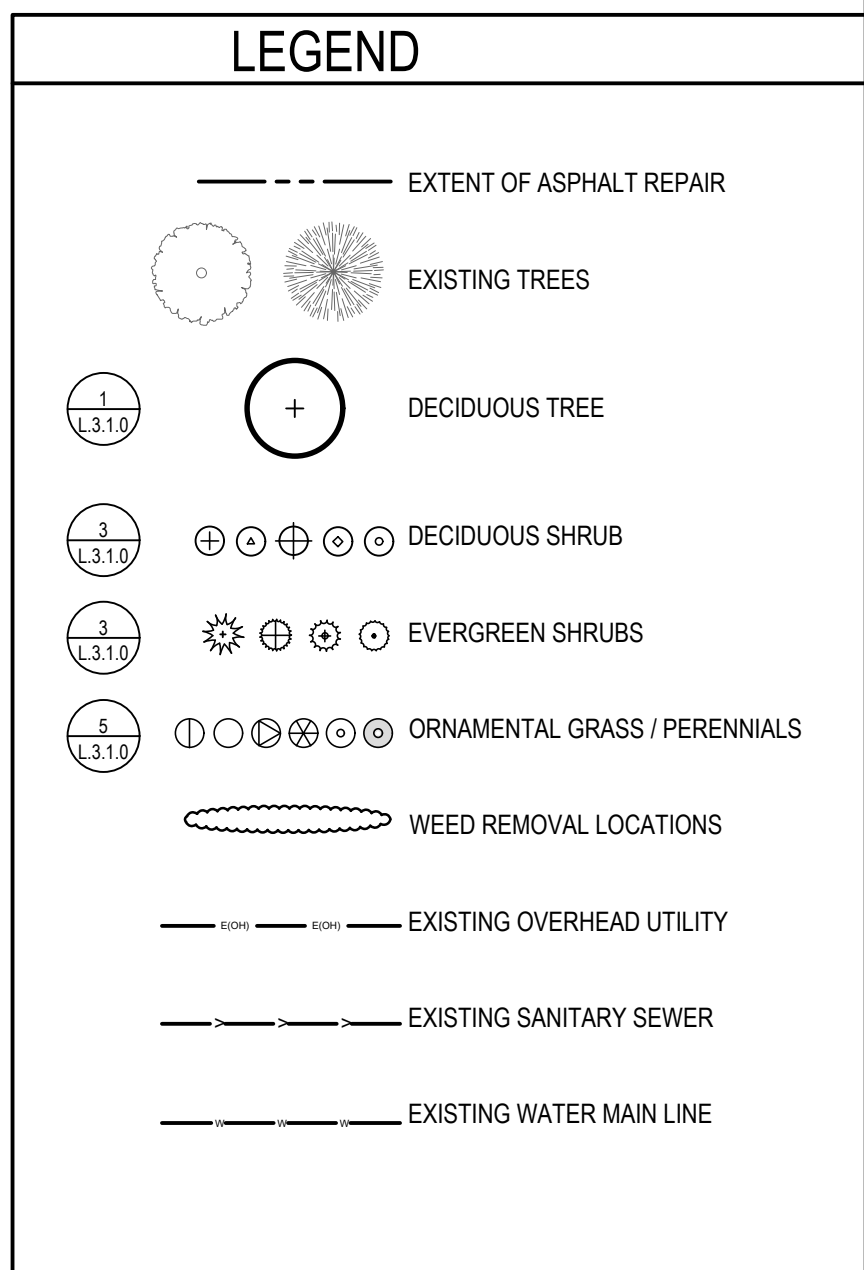 LEGEND
EXTENT OF ASPHALT REPAIR
EXISTING TREES
1
L.3.1.0
DECIDUOUS TREE
3
L.3.1.0
DECIDUOUS SHRUB
3
L.3.1.0
EVERGREEN SHRUBS
5
L.3.1.0
ORNAMENTAL GRASS / PERENNIALS
WEED REMOVAL LOCATIONS
E(OH) E(OH) EXISTING OVERHEAD UTILITY
> > > EXISTING SANITARY SEWER
W W W EXISTING WATER MAIN LINE